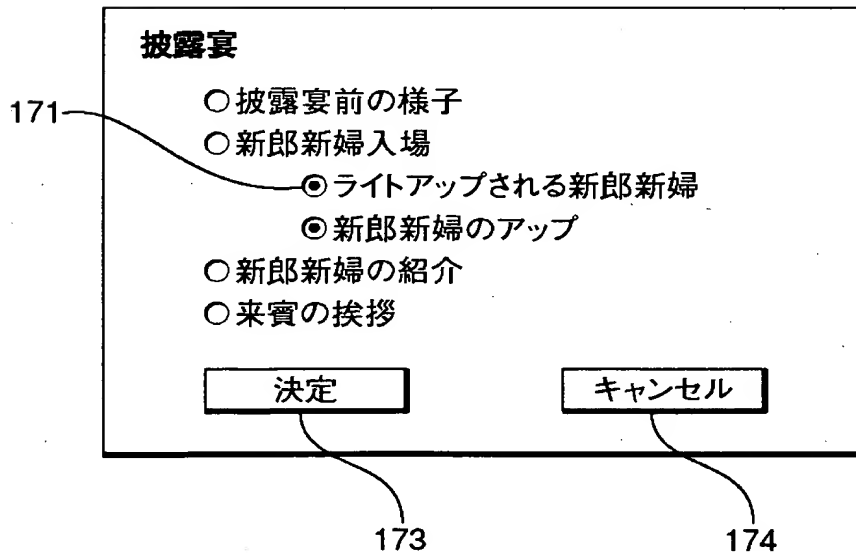 披露宴
○披露宴前の様子
171
○新郎新婦入場
◉ライトアップされる新郎新婦
◉新郎新婦のアップ
○新郎新婦の紹介
○来賓の挨拶
決定 キャンセル
173 174